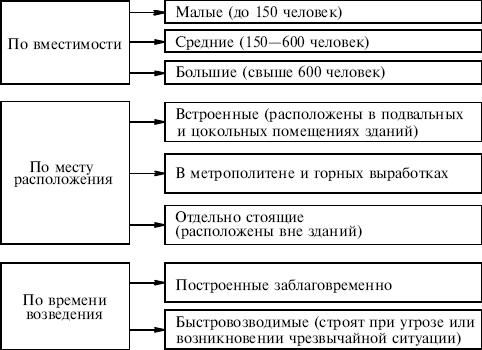 По вместимости
Малые (до 150 человек)
Средние (150—600 человек)
Большие (свыше 600 человек)
По месту
расположения
Встроенные (расположены в подвальных
и цокольных помещениях зданий)
В метрополитене и горных выработках
Отдельно стоящие
(расположены вне зданий)
По времени
возведения
Построенные заблаговременно
Быстровозводимые (строят при угрозе или
возникновении чрезвычайной ситуации)